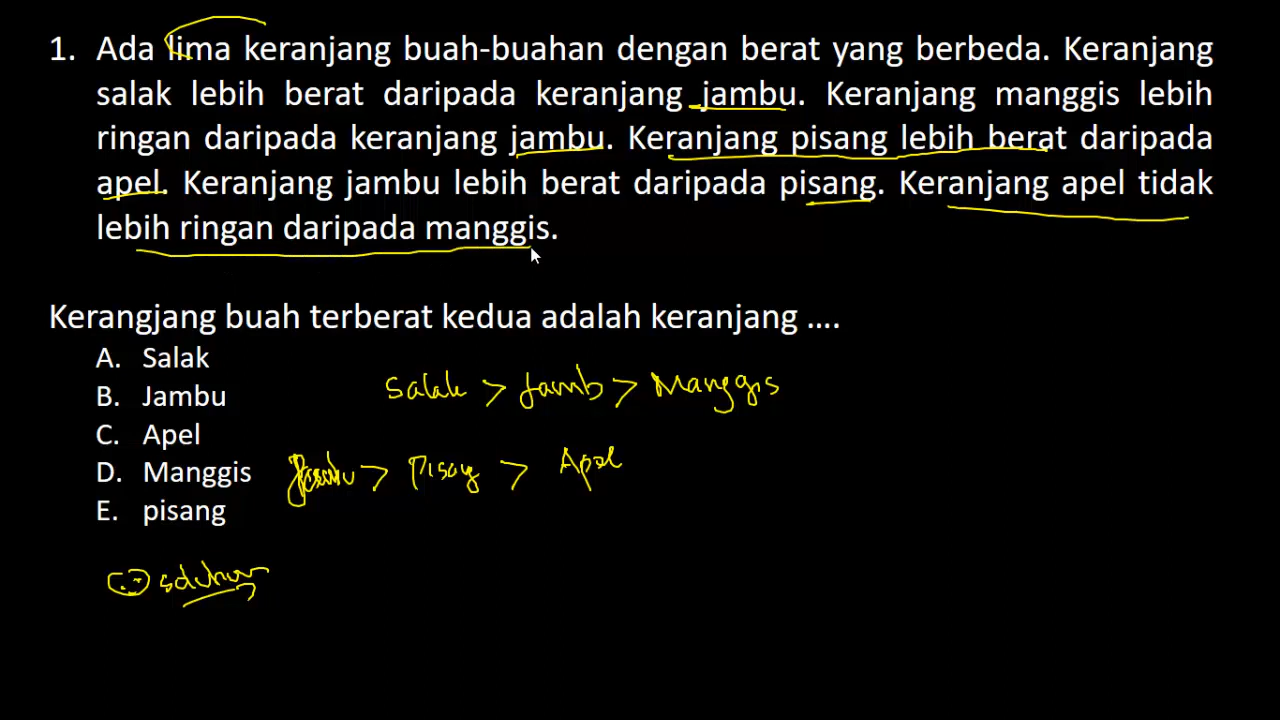 1. Ada lima keranjang buah-buahan dengan berat yang berbeda. Keranjang
salak lebih berat daripada keranjang jambu. Keranjang manggis lebih
ringan daripada keranjang jambu. Keranjang pisang lebih berat daripada
apel. Keranjang jambu lebih berat daripada pisang. Keranjang apel tidak
lebih ringan daripada manggis.
Kerangjang buah terberat kedua adalah keranjang ....
A. Salak
B. Jambu
C. Apel
D. Manggis
E. pisang
Salak > Jamb > Manggis
> Pisang > Apel